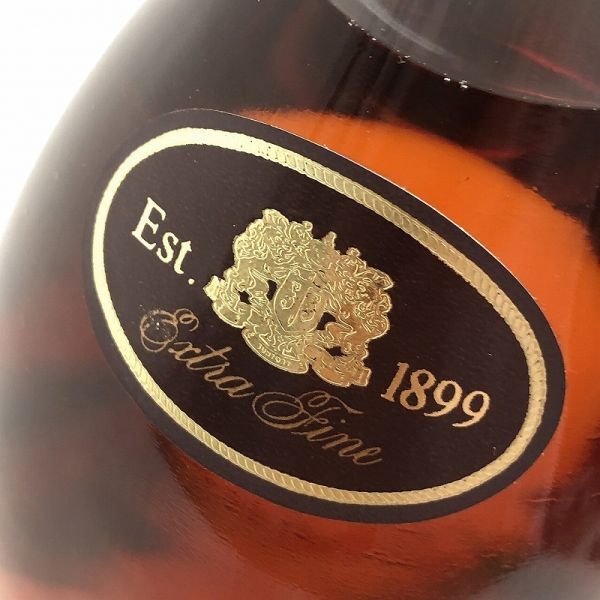 Est. 1899
Extra Fine